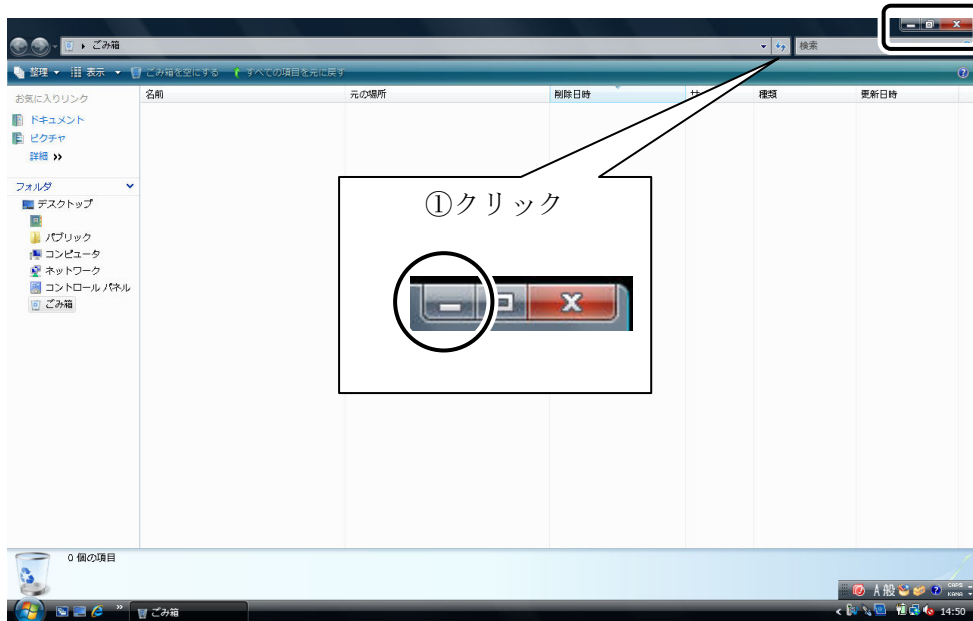 ごみ箱
検索
整理 表示 ごみ箱を空にする すべての項目を元に戻す
お気に入りリンク
ドキュメント
ピクチャ
詳細 »
フォルダ
デスクトップ
パブリック
コンピュータ
ネットワーク
コントロール パネル
ごみ箱
名前 元の場所 削除日時 サ 種類 更新日時
①クリック
0 個の項目
A 般 CAPS
KANA
» ごみ箱
14:50